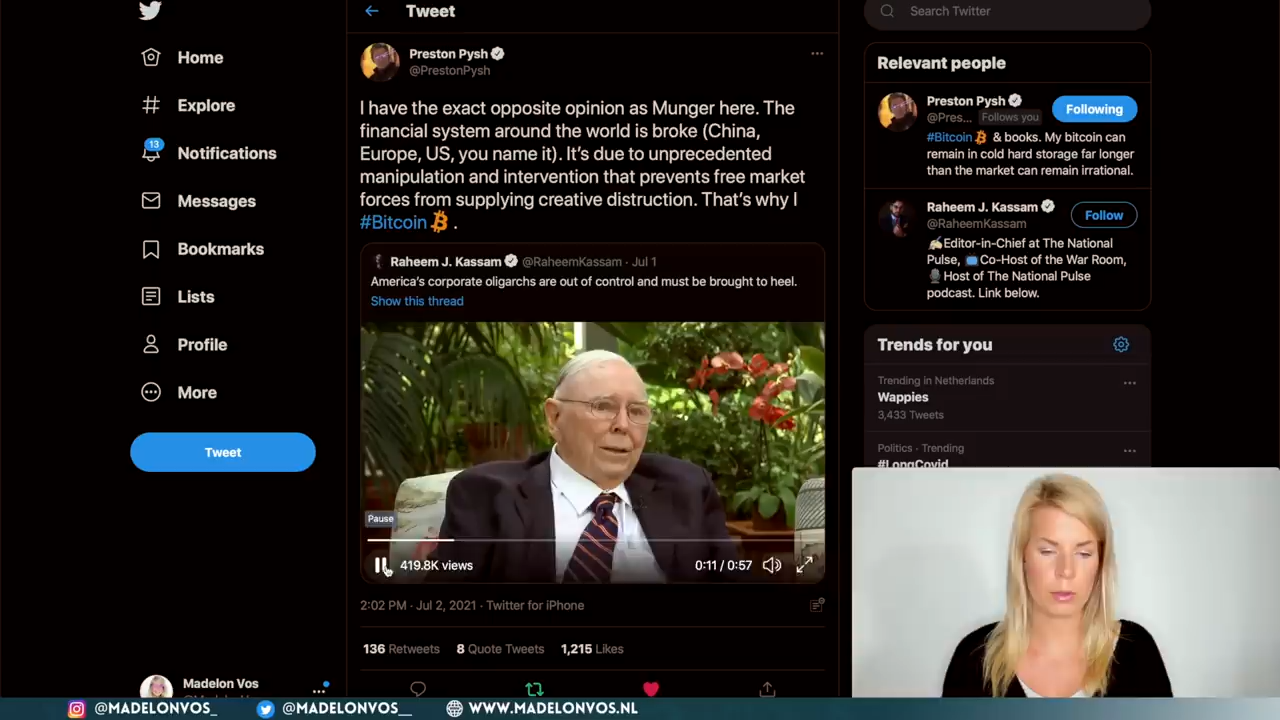 Home
Explore
13
Notifications
Messages
Bookmarks
Lists
Profile
More
Tweet
Madelon Vos
Tweet
Preston Pysh
@PrestonPysh
I have the exact opposite opinion as Munger here. The
financial system around the world is broke (China,
Europe, US, you name it). It's due to unprecedented
manipulation and intervention that prevents free market
forces from supplying creative distruction. That's why I
#Bitcoin .
Raheem J. Kassam @RaheemKassam · Jul 1
America's corporate oligarchs are out of control and must be brought to heel.
Show this thread
Pause
419.8K views
0:11 / 0:57
2:02 PM · Jul 2, 2021 · Twitter for iPhone
136 Retweets 8 Quote Tweets 1,215 Likes
Search Twitter
Relevant people
Preston Pysh
@Pres... Follows you
Following
#Bitcoin & books. My bitcoin can
remain in cold hard storage far longer
than the market can remain irrational.
Raheem J. Kassam
@RaheemKassam
Follow
Editor-in-Chief at The National
Pulse, Co-Host of the War Room,
Host of The National Pulse
podcast. Link below.
Trends for you
Trending in Netherlands
Wappies
3,433 Tweets
Politics · Trending
#LongCovid
@MADELONVOS_ @MADELONVOS__ WWW.MADELONVOS.NL